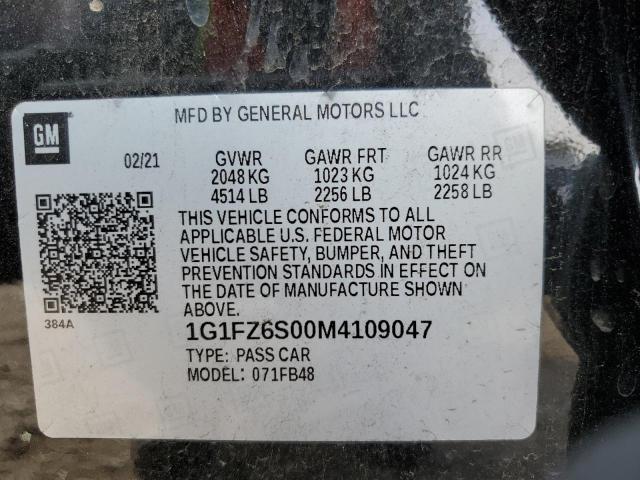 GM
MFD BY GENERAL MOTORS LLC
02/21 GVWR GAWR FRT GAWR RR
2048 KG 1023 KG 1024 KG
4514 LB 2256 LB 2258 LB
THIS VEHICLE CONFORMS TO ALL
APPLICABLE U.S. FEDERAL MOTOR
VEHICLE SAFETY, BUMPER, AND THEFT
PREVENTION STANDARDS IN EFFECT ON
THE DATE OF MANUFACTURE SHOWN
ABOVE.
384A
1G1FZ6S00M4109047
TYPE: PASS CAR
MODEL: 071FB48